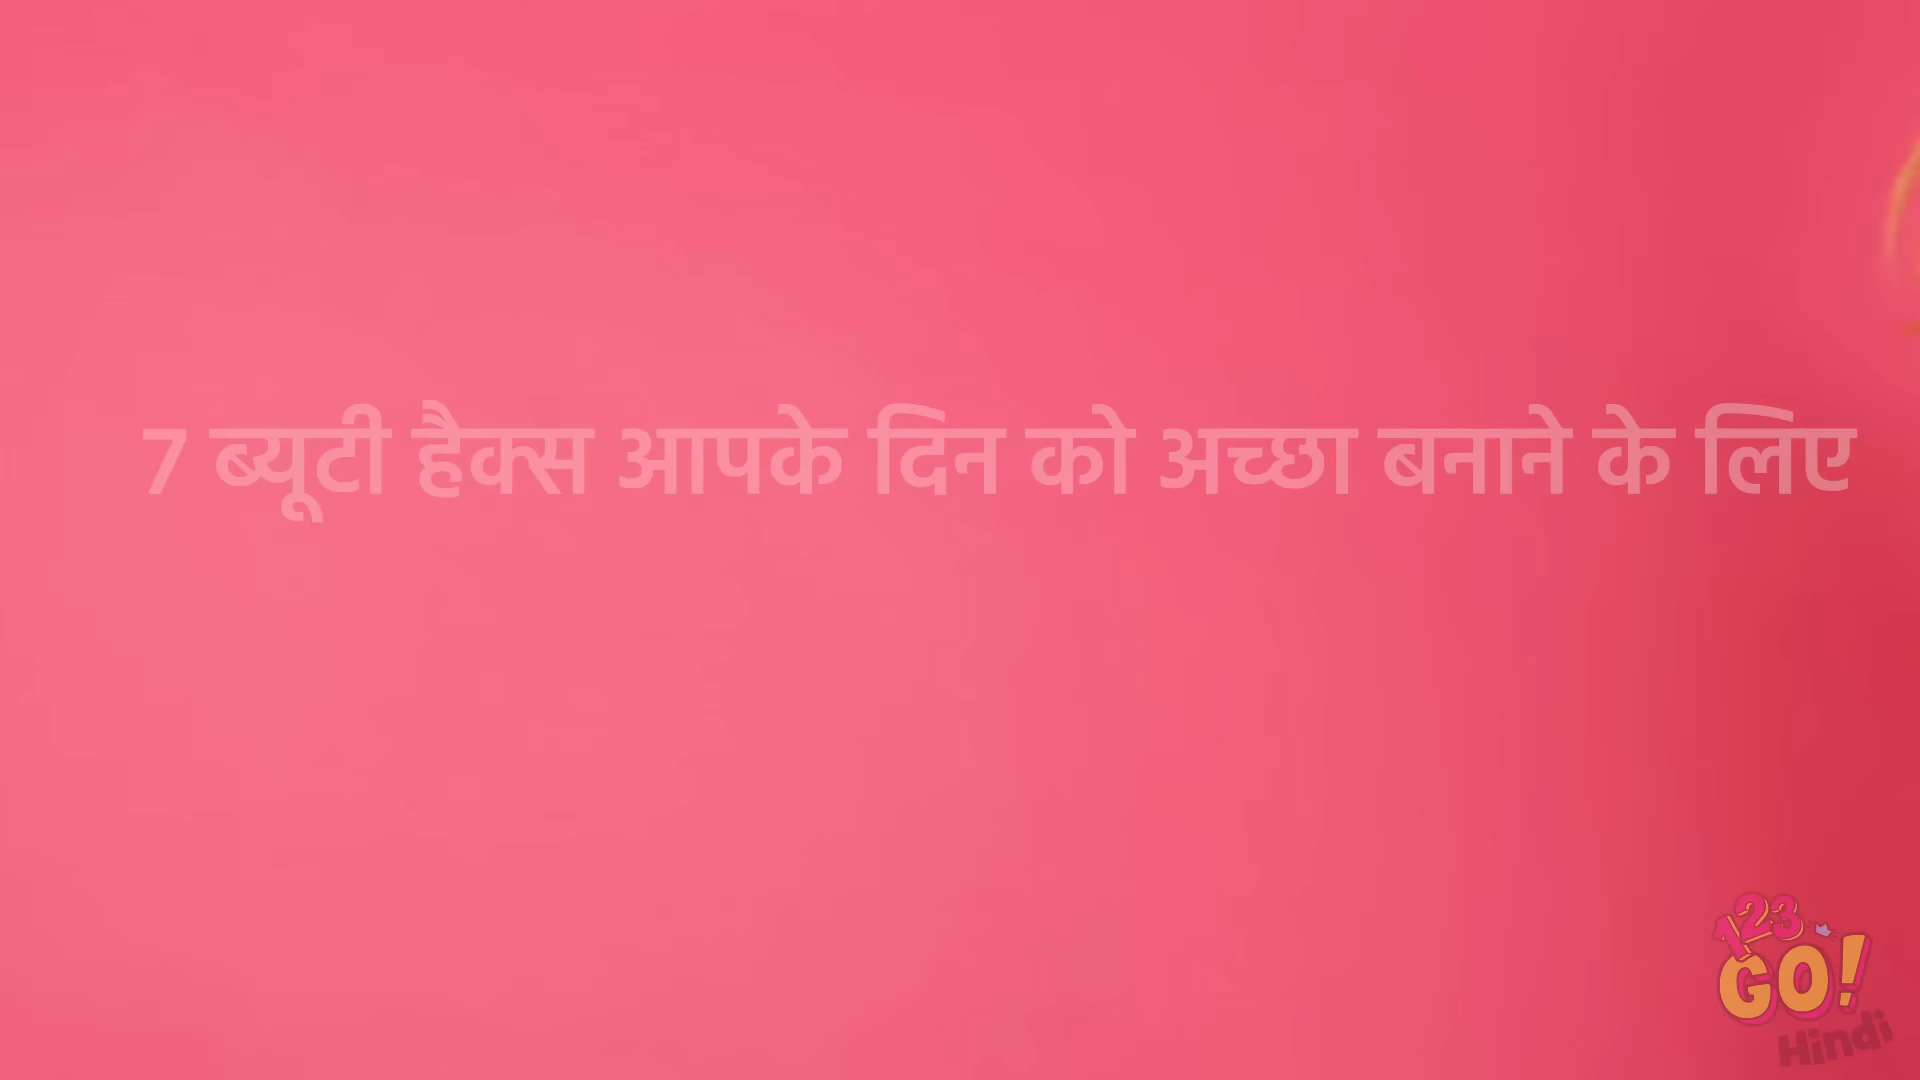 7 ब्यूटी हैक्स आपके दिन को अच्छा बनाने के लिए
123
GO!
Hindi